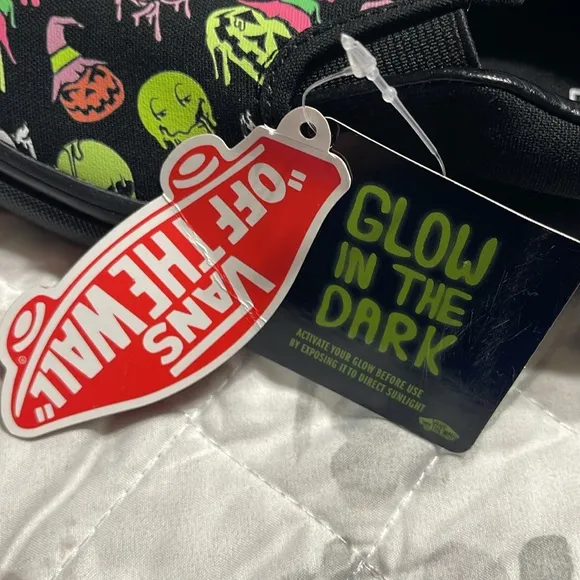 VANS
"OFF THE WALL"
®
GLOW
IN THE
DARK
ACTIVATE YOUR GLOW BEFORE USE
BY EXPOSING IT TO DIRECT SUNLIGHT